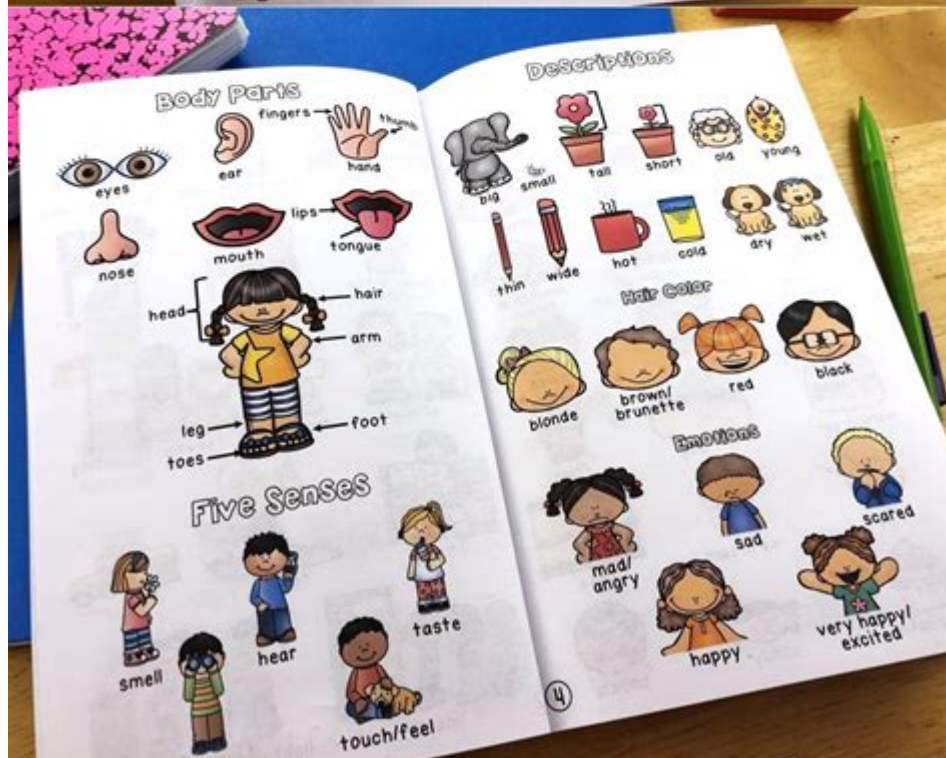 Body Parts
eyes
ear
fingers
thumb
hand
nose
mouth
lips
tongue
head
hair
arm
leg
foot
toes
Five Senses
smell
hear
taste
touch/feel
Descriptions
big
small
tall
short
old
young
thin
wide
hot
cold
dry
wet
Hair Color
blonde
brown/
brunette
red
black
Emotions
mad/
angry
sad
scared
happy
very happy/
excited
4